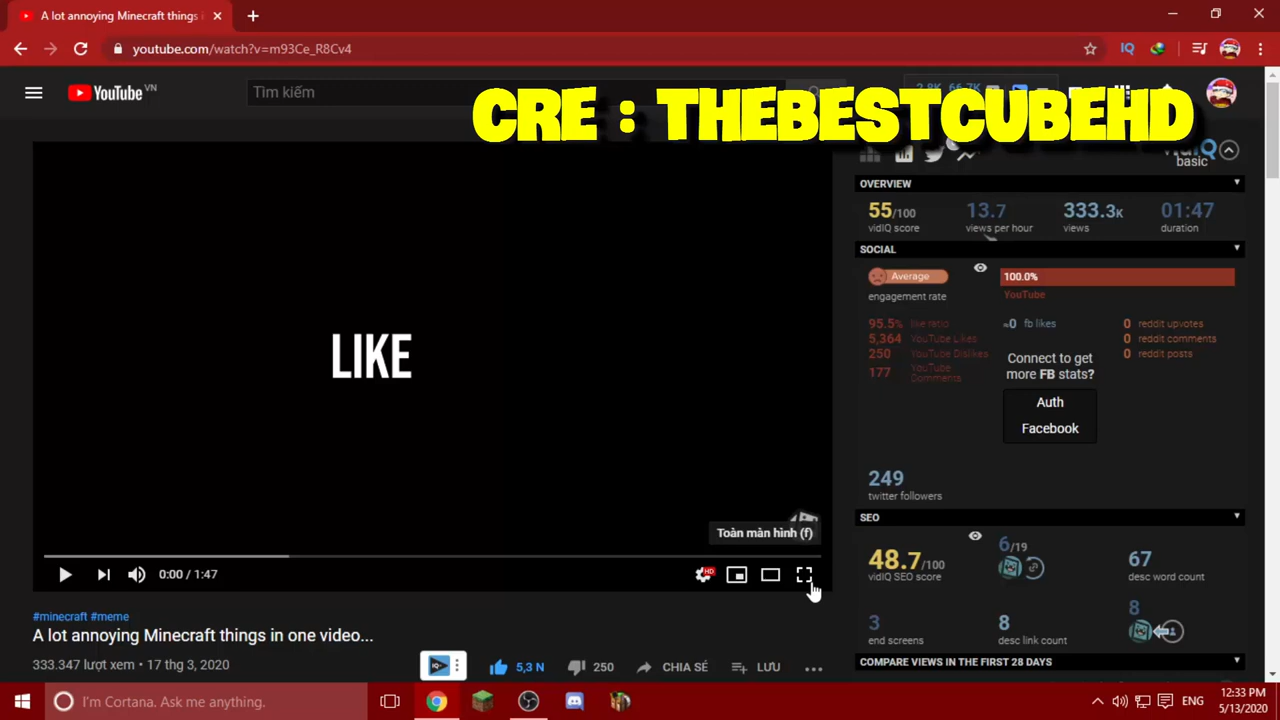 A lot annoying Minecraft things i
youtube.com/watch?v=m93Ce_R8Cv4
IQ
YouTube VN
Tìm kiếm
CRE : THEBESTCUBEHD
vidIQ
basic
OVERVIEW
55/100
vidIQ score
13.7
views per hour
333.3K
views
01:47
duration
SOCIAL
Average
engagement rate
100.0%
YouTube
95.5% like ratio
5,364 YouTube Likes
250 YouTube Dislikes
177 YouTube Comments
≈0 fb likes
Connect to get
more FB stats?
Auth
Facebook
0 reddit upvotes
0 reddit comments
0 reddit posts
249
twitter followers
SEO
48.7/100
vidIQ SEO score
6/19
67
desc word count
3
end screens
8
desc link count
8
COMPARE VIEWS IN THE FIRST 28 DAYS
LIKE
Toàn màn hình (f)
0:00 / 1:47
HD
#minecraft #meme
A lot annoying Minecraft things in one video...
333.347 lượt xem • 17 thg 3, 2020
5,3 N
250
CHIA SẺ
LƯU
I'm Cortana. Ask me anything.
ENG
12:33 PM
5/13/2020